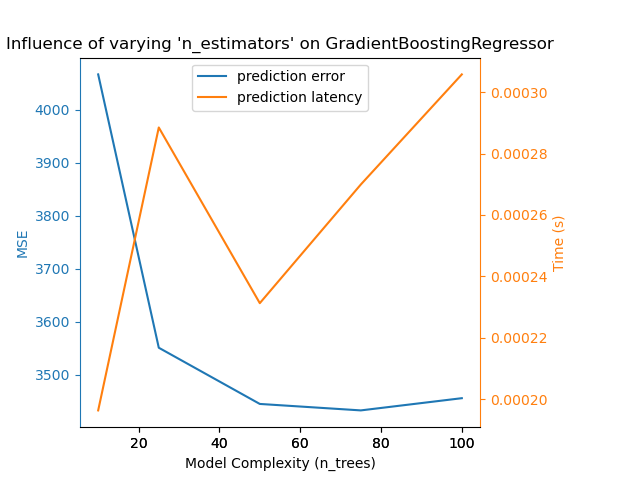 Influence of varying 'n_estimators' on GradientBoostingRegressor
prediction error
prediction latency
4000
3900
3800
3700
3600
3500
MSE
0.00030
0.00028
0.00026
0.00024
0.00022
0.00020
Time (s)
20 40 60 80 100
Model Complexity (n_trees)